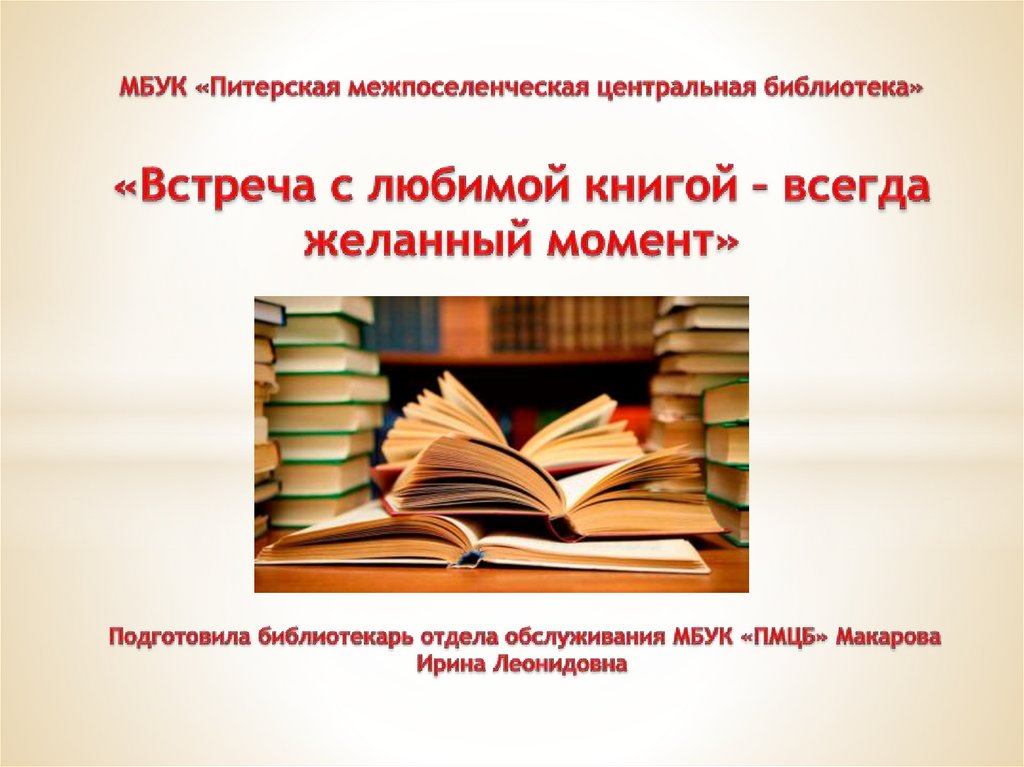 МБУК «Питерская межпоселенческая центральная библиотека»
«Встреча с любимой книгой – всегда
желанный момент»
Подготовила библиотекарь отдела обслуживания МБУК «ПМЦБ» Макарова
Ирина Леонидовна